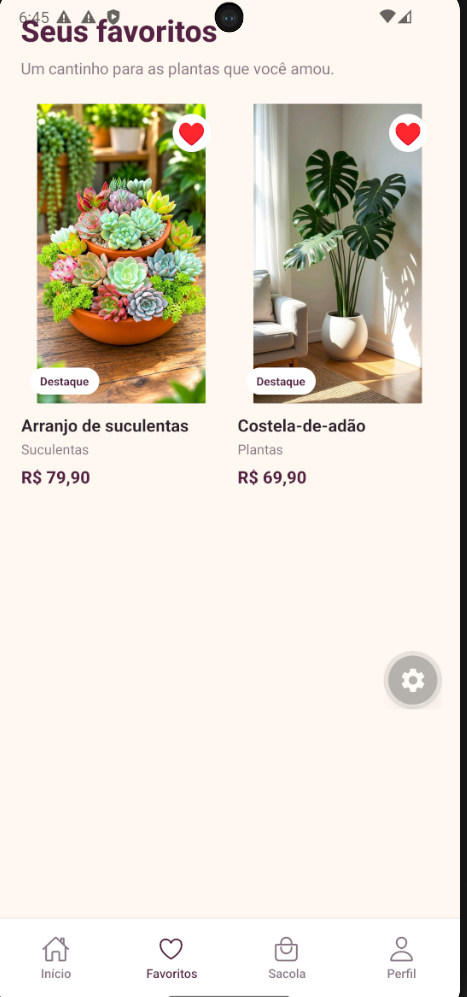 6:45
Seus favoritos
Um cantinho para as plantas que você amou.
Destaque
Destaque
Arranjo de suculentas
Costela-de-adão
Suculentas
Plantas
R$ 79,90
R$ 69,90
Início
Favoritos
Sacola
Perfil